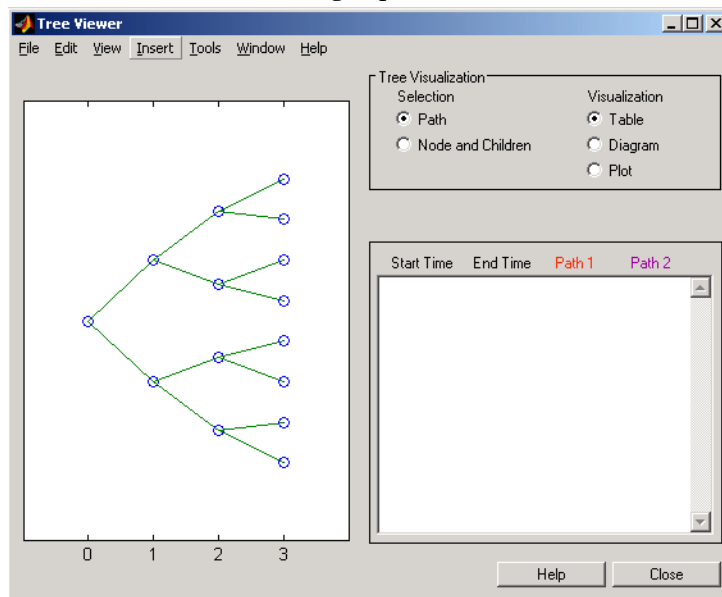 Tree Viewer
File Edit View Insert Tools Window Help
Tree Visualization
Selection Visualization
Path Table
Node and Children Diagram
Plot
Start Time End Time Path 1 Path 2
0 1 2 3
Help Close